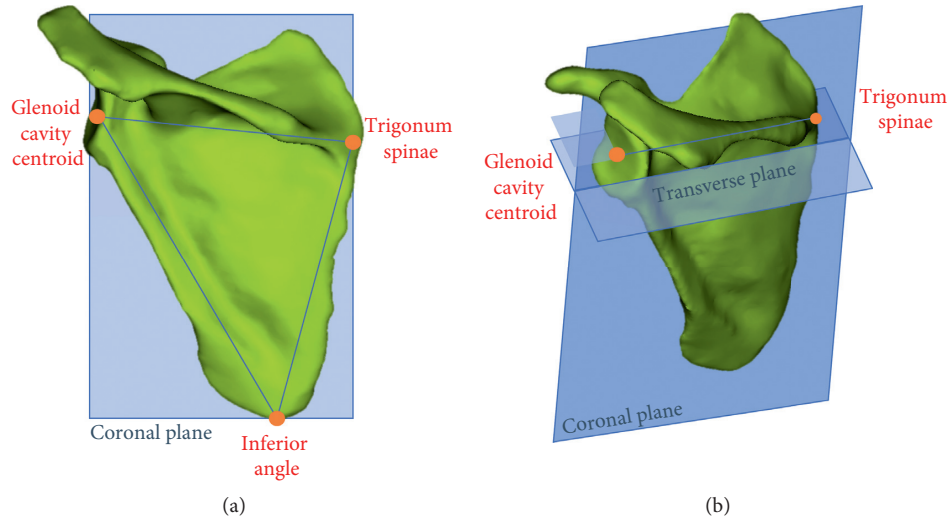 Glenoid
cavity
centroid
Trigonum
spinae
Coronal plane
Inferior
angle
(a)
Trigonum
spinae
Glenoid
cavity
centroid
Transverse plane
Coronal plane
(b)